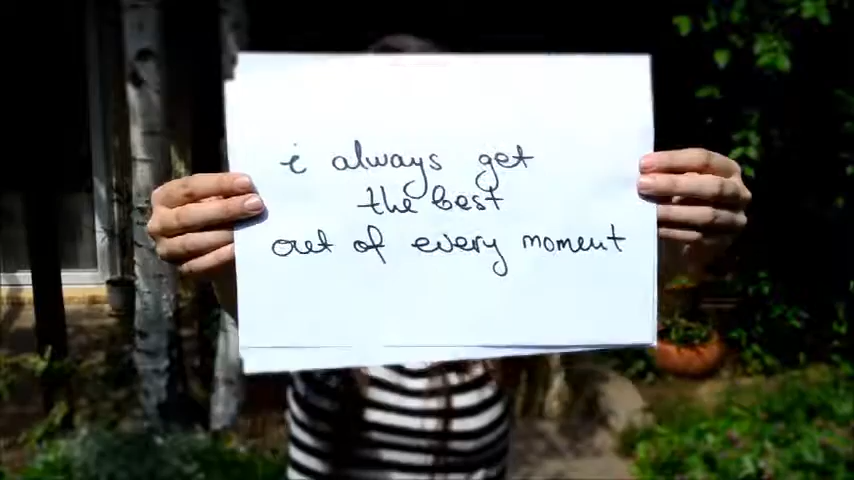 i always get
the best
out of every moment